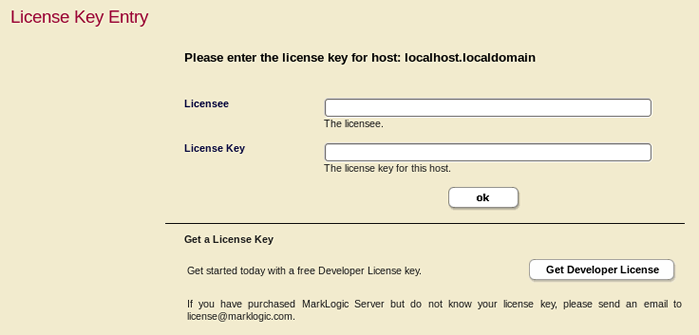 License Key Entry
Please enter the license key for host: localhost.localdomain
Licensee
The licensee.
License Key
The license key for this host.
ok
Get a License Key
Get started today with a free Developer License key.
Get Developer License
If you have purchased MarkLogic Server but do not know your license key, please send an email to
license@marklogic.com.